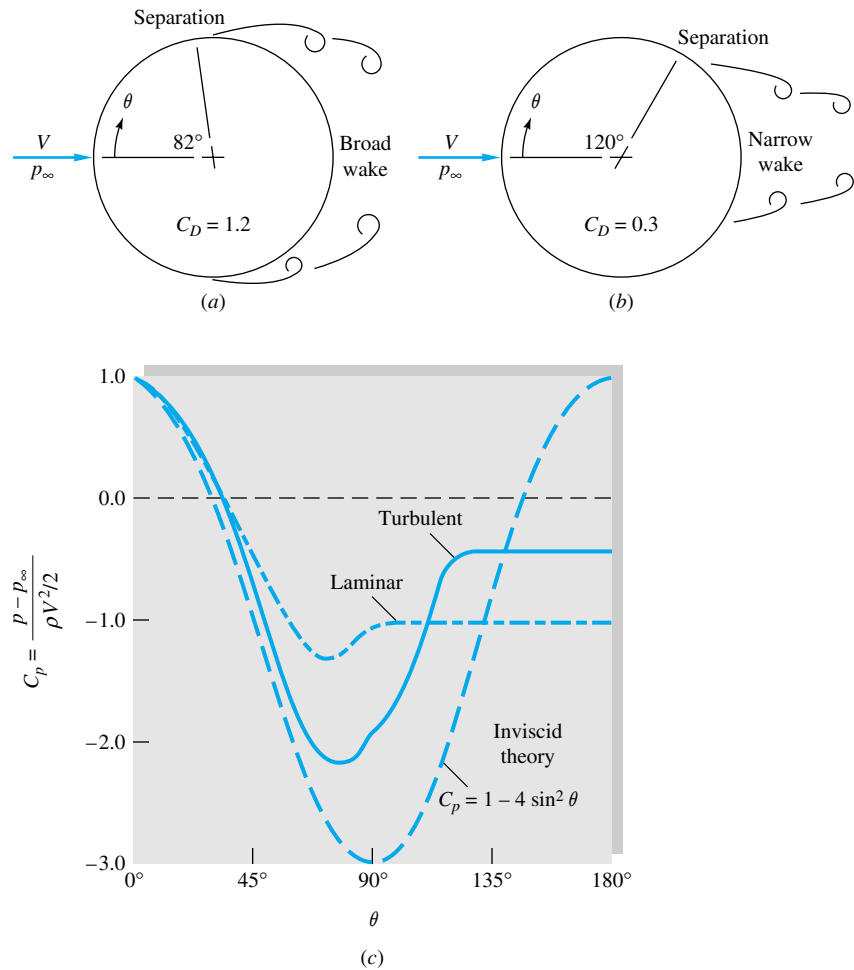 Separation
θ
82°
V
p∞
Broad
wake
C_D = 1.2
(a)
Separation
θ
120°
V
p∞
Narrow
wake
C_D = 0.3
(b)
1.0
0.0
–1.0
–2.0
–3.0
C_p = (p – p∞)/(ρV²/2)
Turbulent
Laminar
Inviscid
theory
C_p = 1 – 4 sin² θ
0° 45° 90° 135° 180°
θ
(c)